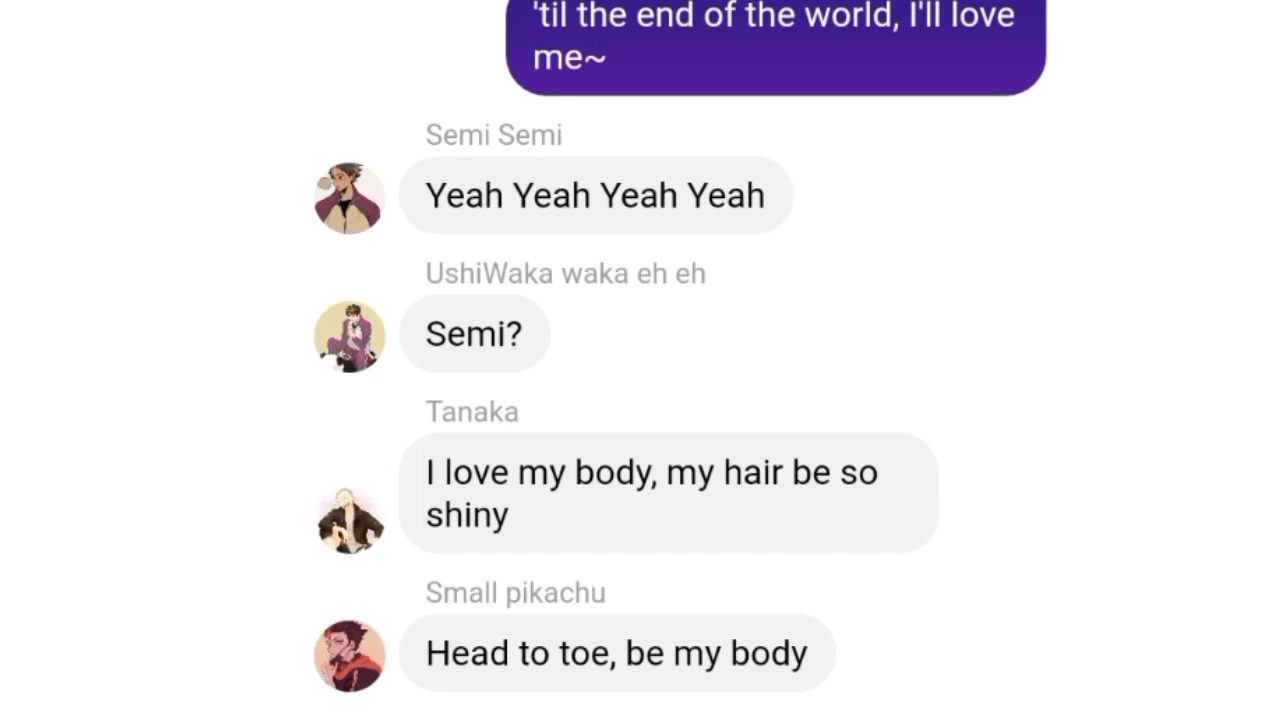 'til the end of the world, I'll love
me~
Semi Semi
Yeah Yeah Yeah Yeah
UshiWaka waka eh eh
Semi?
Tanaka
I love my body, my hair be so
shiny
Small pikachu
Head to toe, be my body